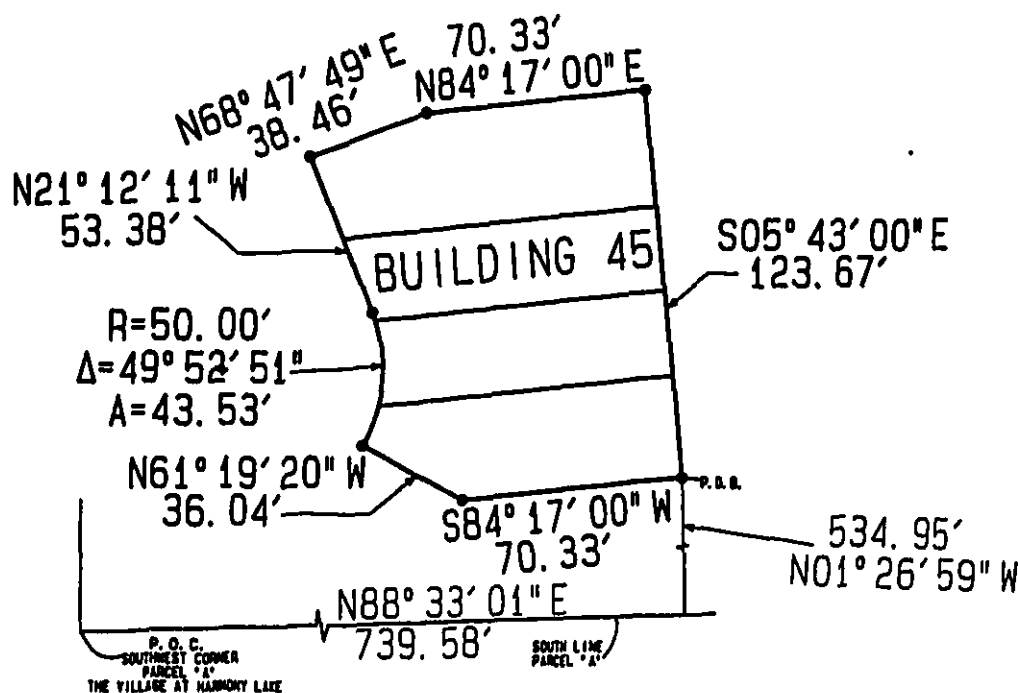 70.33'
N84°17'00"E
N68°47'49"E
38.46'
N21°12'11"W
53.38'
BUILDING 45
S05°43'00"E
123.67'
R=50.00'
Δ=49°52'51"
A=43.53'
N61°19'20"W
36.04'
P.O.B.
S84°17'00"W
70.33'
534.95'
N01°26'59"W
N88°33'01"E
739.58'
P.O.C.
SOUTHWEST CORNER
PARCEL "A"
THE VILLAGE AT HARMONY LAKE
SOUTH LINE
PARCEL "A"